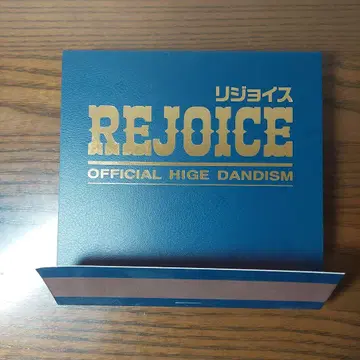 リジョイス
REJOICE
OFFICIAL HIGE DANDISM